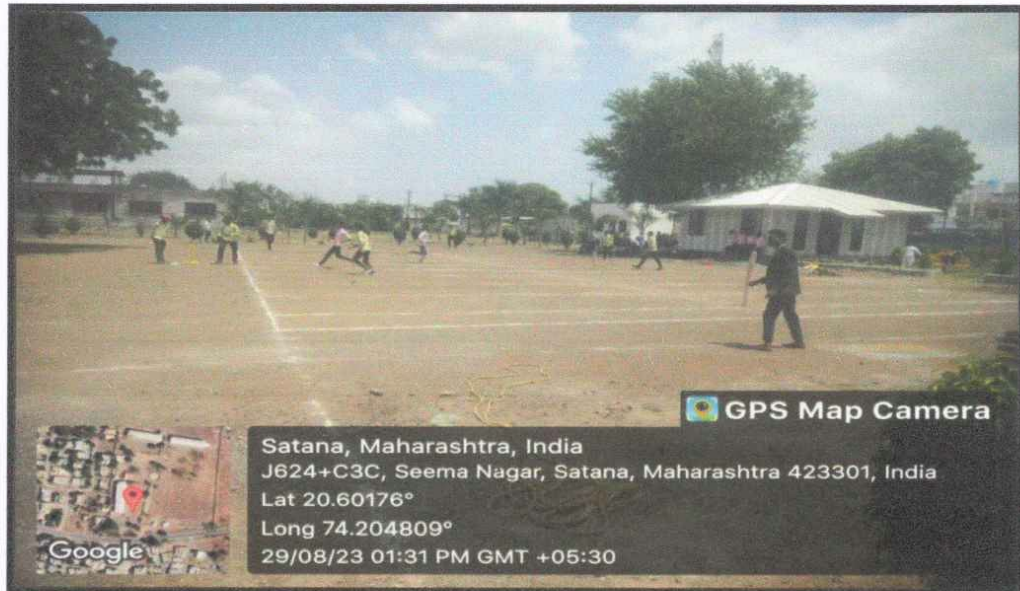 GPS Map Camera
Satana, Maharashtra, India
J624+C3C, Seema Nagar, Satana, Maharashtra 423301, India
Lat 20.60176°
Long 74.204809°
29/08/23 01:31 PM GMT +05:30
Google